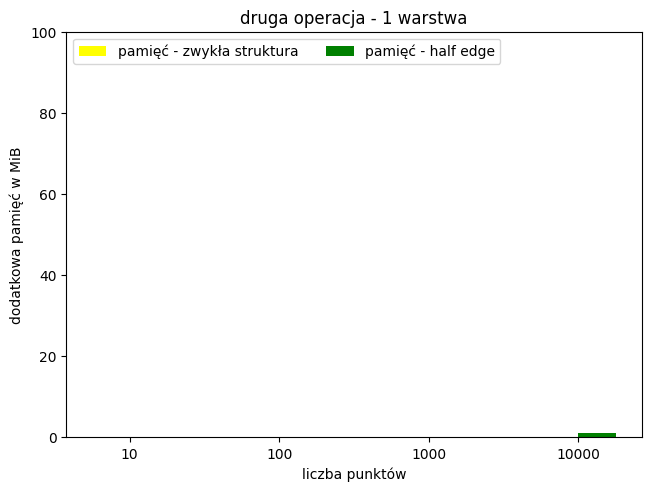 druga operacja - 1 warstwa
pamięć - zwykła struktura
pamięć - half edge
dodatkowa pamięć w MiB
100
80
60
40
20
0
10
100
1000
10000
liczba punktów